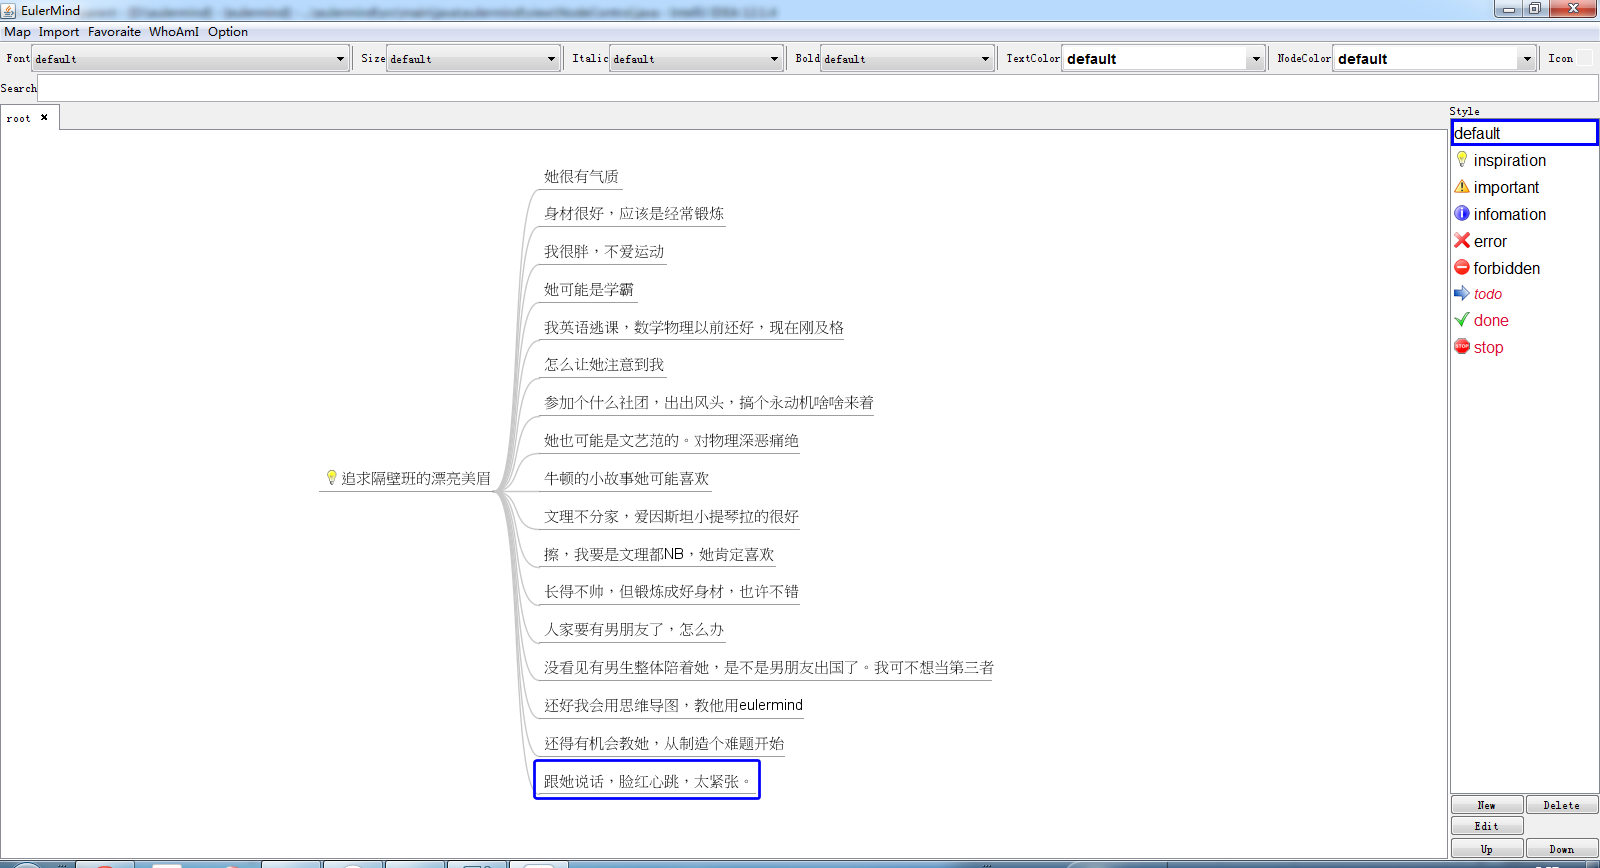 EulerMind
Map Import Favoraite WhoAmI Option
Font default Size default Italic default Bold default TextColor default NodeColor default Icon
Search
root
Style
default
inspiration
important
infomation
error
forbidden
todo
done
stop
追求隔壁班的漂亮美眉
她很有气质
身材很好，应该是经常锻炼
我很胖，不爱运动
她可能是学霸
我英语逃课，数学物理以前还好，现在刚及格
怎么让她注意到我
参加个什么社团，出出风头，搞个永动机啥啥来着
她也可能是文艺范的。对物理深恶痛绝
牛顿的小故事她可能喜欢
文理不分家，爱因斯坦小提琴拉的很好
擦，我要是文理都NB，她肯定喜欢
长得不帅，但锻炼成好身材，也许不错
人家要有男朋友了，怎么办
没看见有男生整体陪着她，是不是男朋友出国了。我可不想当第三者
还好我会用思维导图，教他用eulermind
还得有机会教她，从制造个难题开始
跟她说话，脸红心跳，太紧张。
New Delete
Edit
Up Down